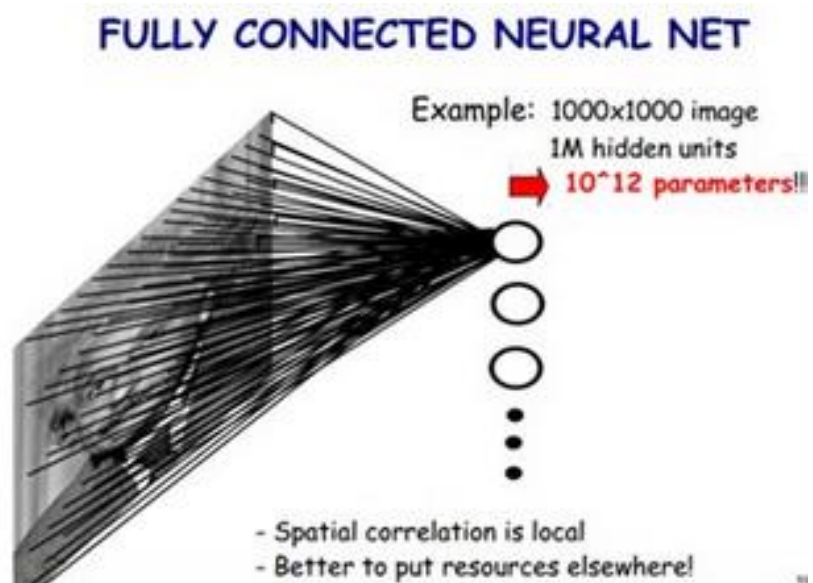 FULLY CONNECTED NEURAL NET
Example: 1000x1000 image
1M hidden units
10^12 parameters!!!
- Spatial correlation is local
- Better to put resources elsewhere!